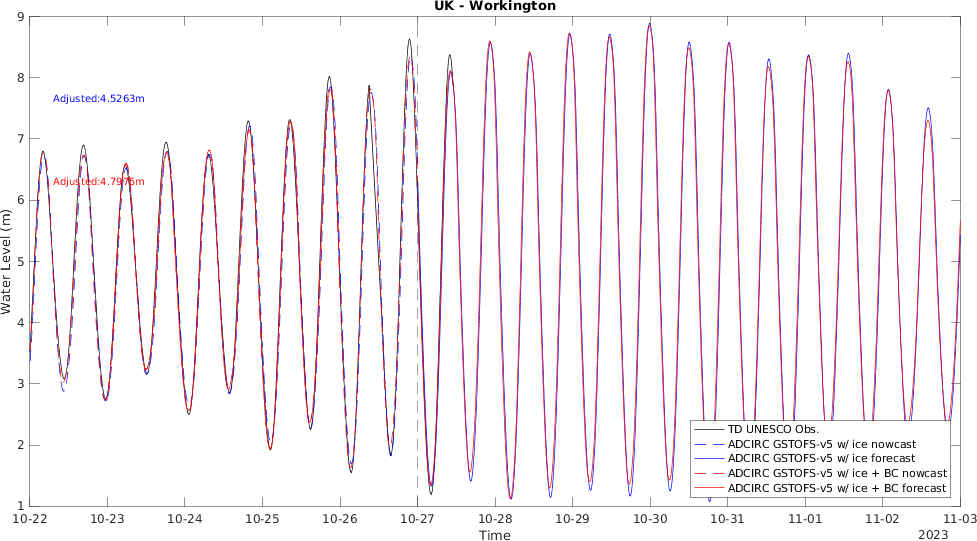 UK - Workington
9
8
7
6
5
4
3
2
1
Water Level (m)
Adjusted:4.5263m
Adjusted:4.7975m
TD UNESCO Obs.
ADCIRC GSTOFS-v5 w/ ice nowcast
ADCIRC GSTOFS-v5 w/ ice forecast
ADCIRC GSTOFS-v5 w/ ice + BC nowcast
ADCIRC GSTOFS-v5 w/ ice + BC forecast
10-22 10-23 10-24 10-25 10-26 10-27 10-28 10-29 10-30 10-31 11-01 11-02 11-03
Time
2023